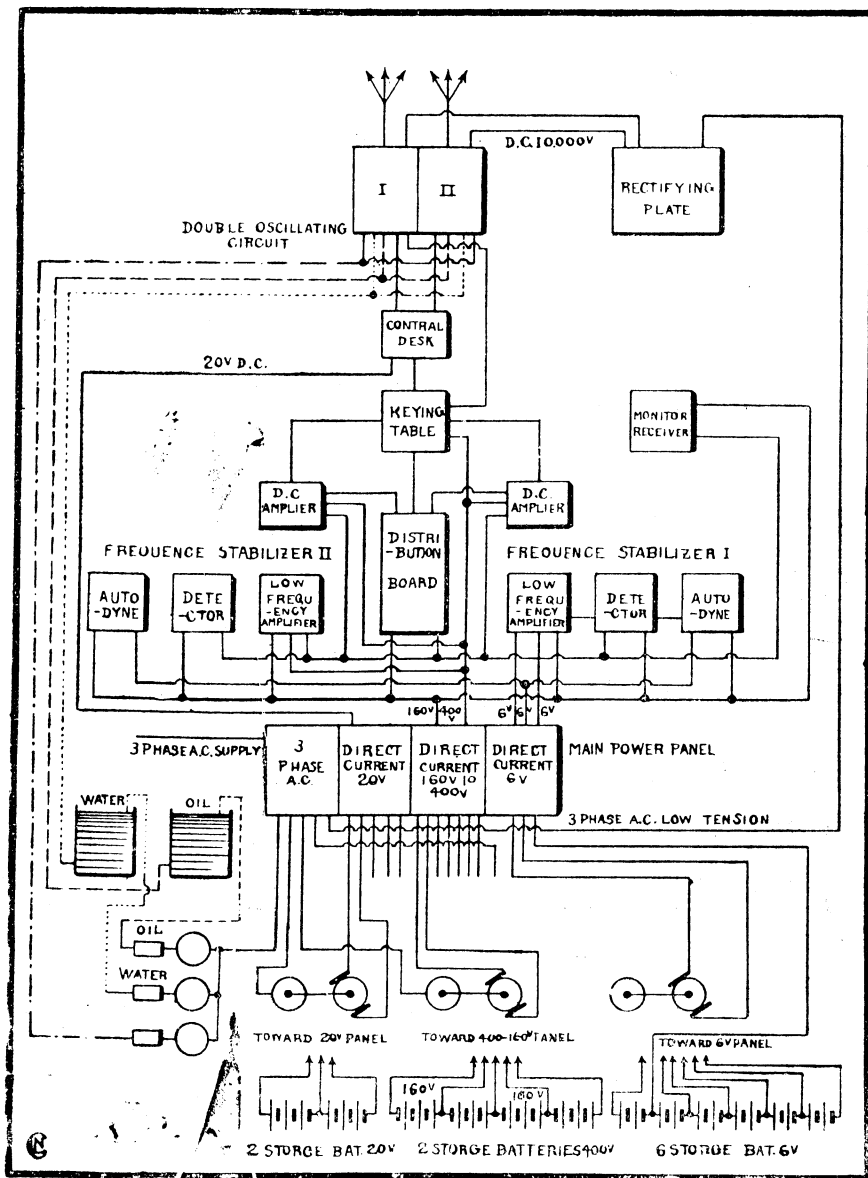 D.C.10,000V
I
II
RECTIFYING
PLATE
DOUBLE OSCILLATING
CIRCUIT
CONTRAL
DESK
20V D.C.
KEYING
TABLE
MONITOR
RECEIVER
D.C
AMPLIER
D.C.
AMPLIER
DISTRI
-BUTION
BOARD
FREQUENCE STABILIZER II
FREQUENCE STABILIZER I
AUTO
-DYNE
DETE
-CTOR
LOW
FREQU
-ENCY
AMPLIFIER
LOW
FREQU
-ENCY
AMPLIFIER
DETE
-CTOR
AUTO
-DYNE
160V
400V
6V
6V
6V
3 PHASE A.C. SUPPLY
3
PHASE
A.C.
DIRECT
CURRENT
20V
DIRECT
CURRENT
160V 10
400V
DIRECT
CURRENT
6V
MAIN POWER PANEL
3 PHASE A.C. LOW TENSION
WATER
OIL
OIL
WATER
TOWARD 20V PANEL
TOWARD 400-160V TANEL
TOWARD 6V PANEL
160V
160V
2 STORGE BAT. 20V
2 STORGE BATTERIES 400V
6 STORGE BAT. 6V